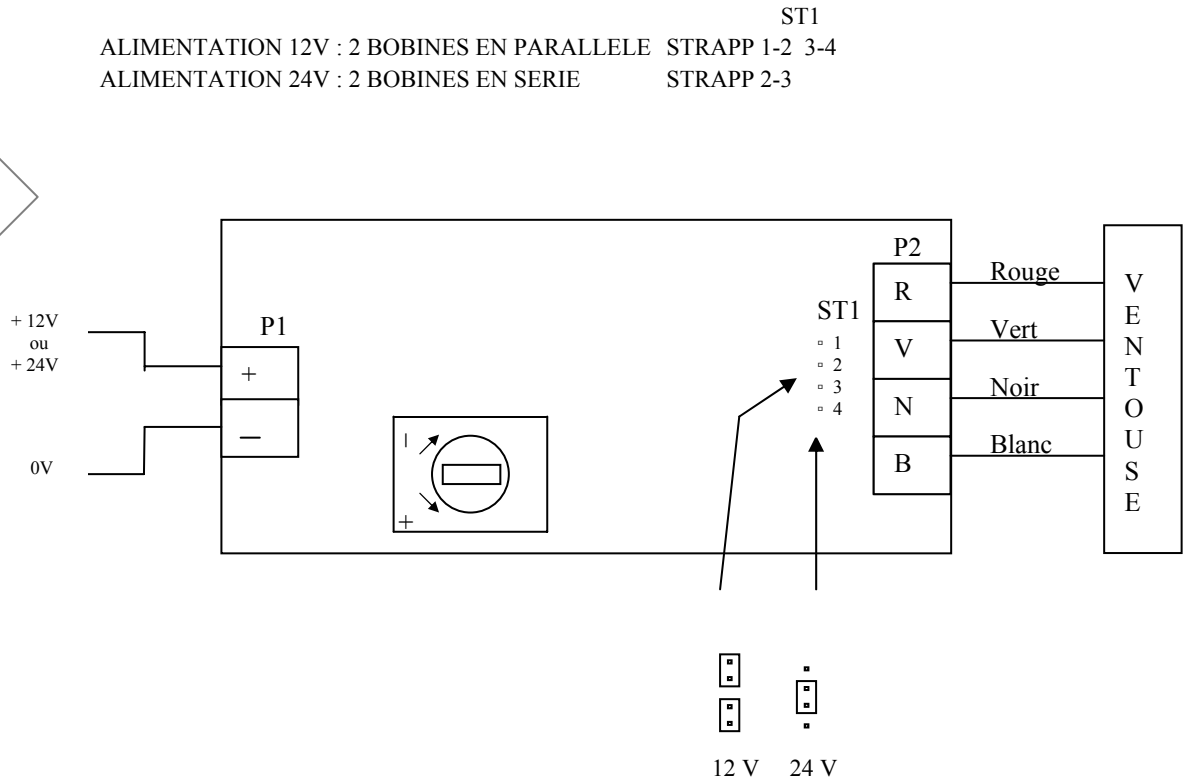 ST1
ALIMENTATION 12V : 2 BOBINES EN PARALLELE STRAPP 1-2 3-4
ALIMENTATION 24V : 2 BOBINES EN SERIE STRAPP 2-3
P2
R
Rouge
V
Vert
N
Noir
B
Blanc
VENTOUSE
ST1
1
2
3
4
+ 12V
ou
+ 24V
P1
+
−
0V
−
+
12 V 24 V